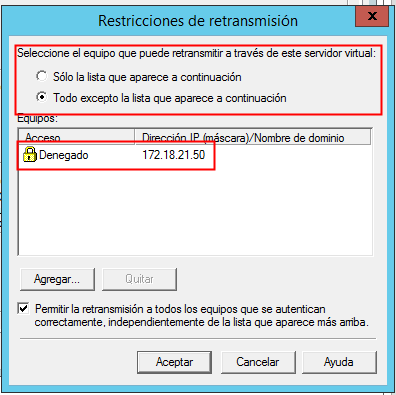 Restricciones de retransmisión
x
Seleccione el equipo que puede retransmitir a través de este servidor virtual:
Sólo la lista que aparece a continuación
Todo excepto la lista que aparece a continuación
Equipos:
Acceso Dirección IP (máscara)/Nombre de dominio
Denegado 172.18.21.50
Agregar... Quitar
Permitir la retransmisión a todos los equipos que se autentican
correctamente, independientemente de la lista que aparece más arriba.
Aceptar Cancelar Ayuda